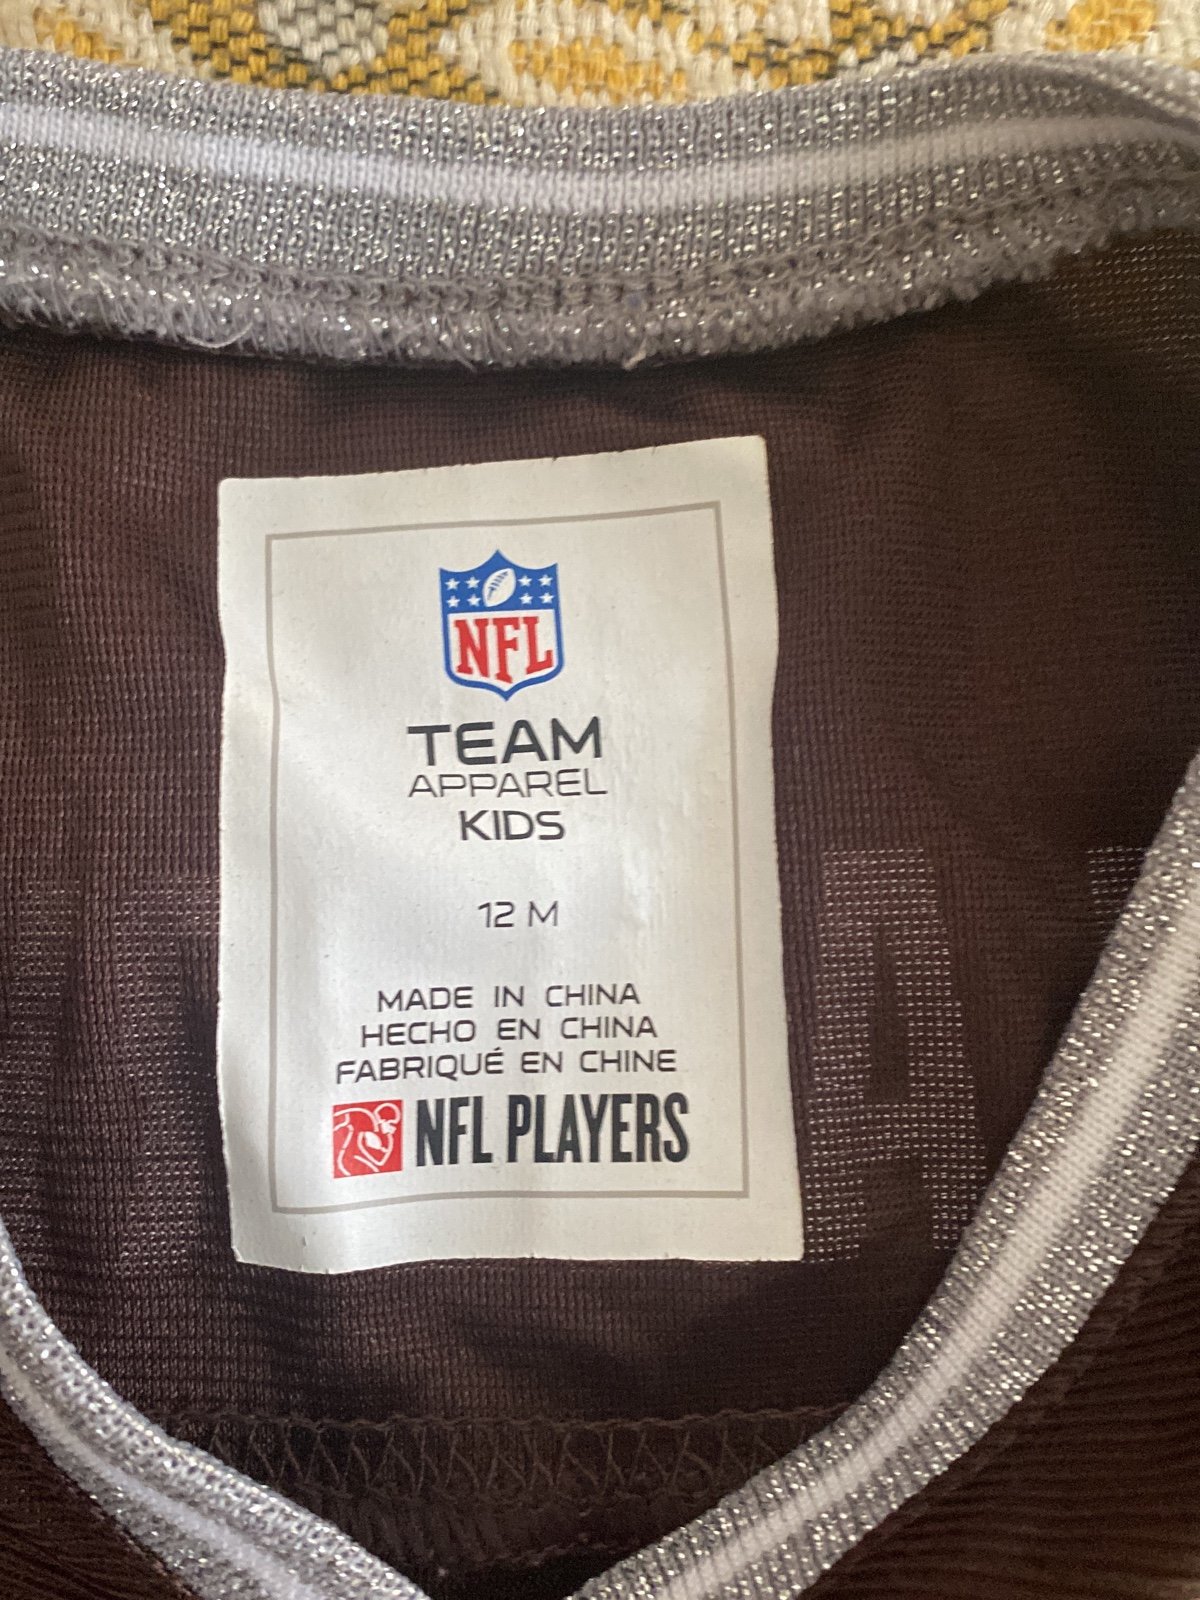 NFL
TEAM
APPAREL
KIDS
12 M
MADE IN CHINA
HECHO EN CHINA
FABRIQUÉ EN CHINE
NFL PLAYERS